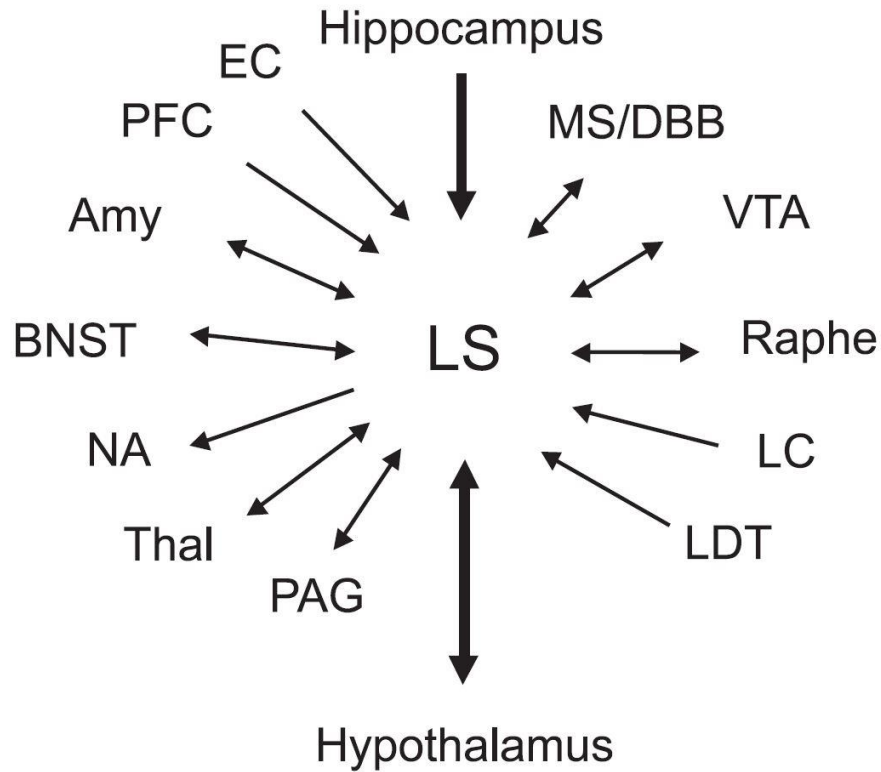 Hippocampus
EC
PFC
MS/DBB
Amy
VTA
BNST
LS
Raphe
NA
LC
Thal
LDT
PAG
Hypothalamus